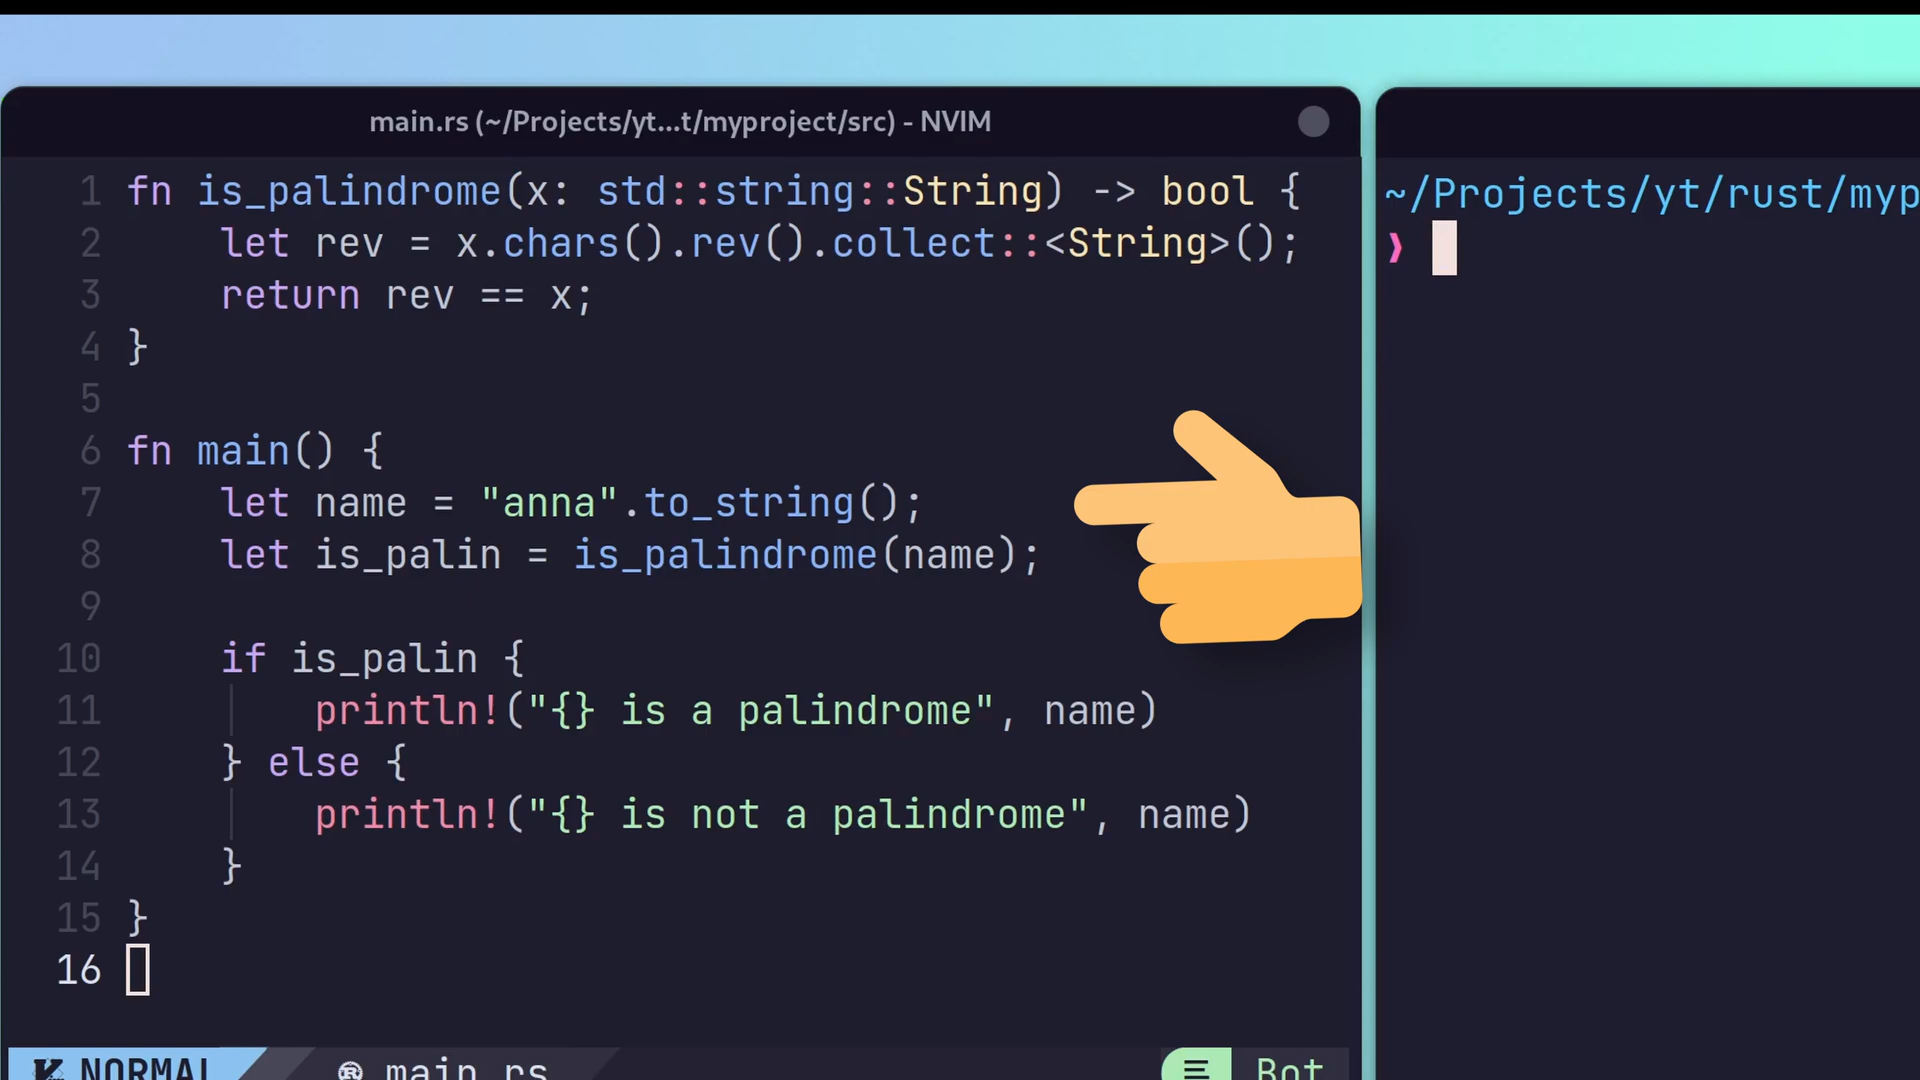 main.rs (~/Projects/yt...t/myproject/src) - NVIM
1 fn is_palindrome(x: std::string::String) -> bool {
2 let rev = x.chars().rev().collect::<String>();
3 return rev == x;
4 }
5
6 fn main() {
7 let name = "anna".to_string();
8 let is_palin = is_palindrome(name);
9
10 if is_palin {
11 println!("{} is a palindrome", name)
12 } else {
13 println!("{} is not a palindrome", name)
14 }
15 }
16
NORMAL main.rs Bot
~/Projects/yt/rust/myp
❯